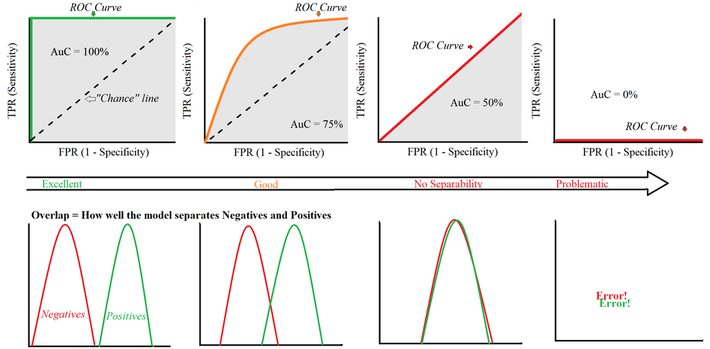 ROC Curve
ROC Curve
TPR (Sensitivity)
AuC = 100%
"Chance" line
FPR (1 - Specificity)
TPR (Sensitivity)
AuC = 75%
FPR (1 - Specificity)
TPR (Sensitivity)
ROC Curve
AuC = 50%
FPR (1 - Specificity)
TPR (Sensitivity)
AuC = 0%
ROC Curve
FPR (1 - Specificity)
Excellent
Good
No Separability
Problematic
Overlap = How well the model separates Negatives and Positives
Negatives
Positives
Error!
Error!